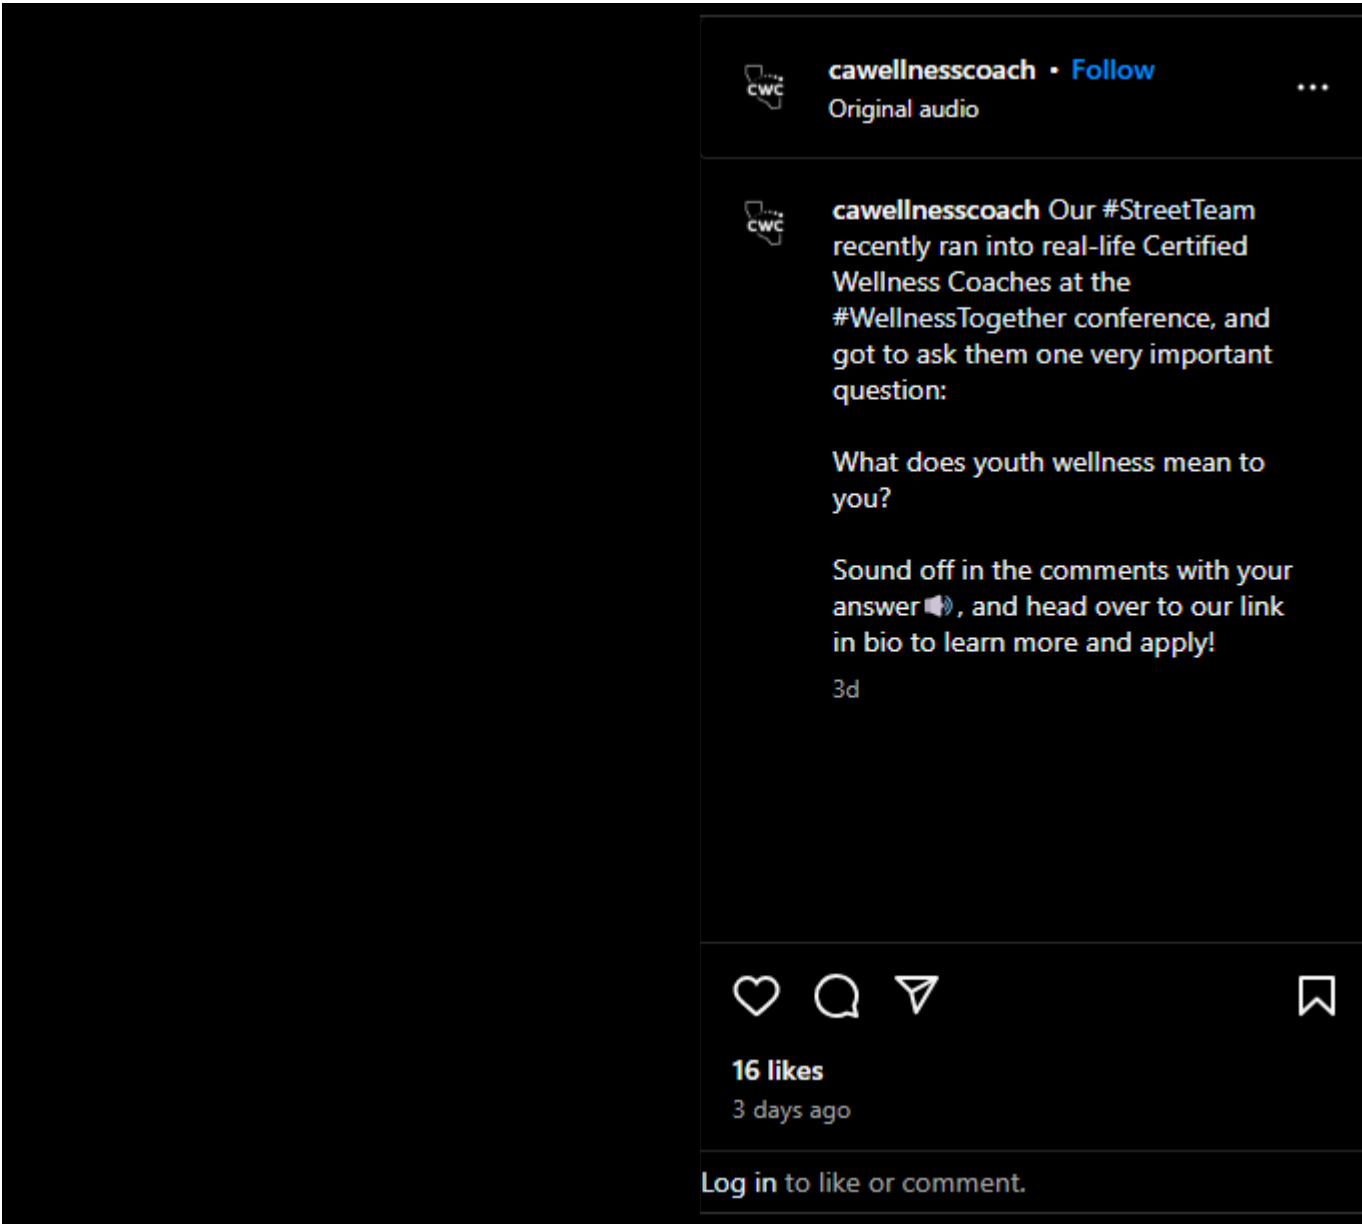 CWC
cawellnesscoach • Follow
Original audio
CWC
cawellnesscoach Our #StreetTeam
recently ran into real-life Certified
Wellness Coaches at the
#WellnessTogether conference, and
got to ask them one very important
question:
What does youth wellness mean to
you?
Sound off in the comments with your
answer🔊, and head over to our link
in bio to learn more and apply!
3d
16 likes
3 days ago
Log in to like or comment.